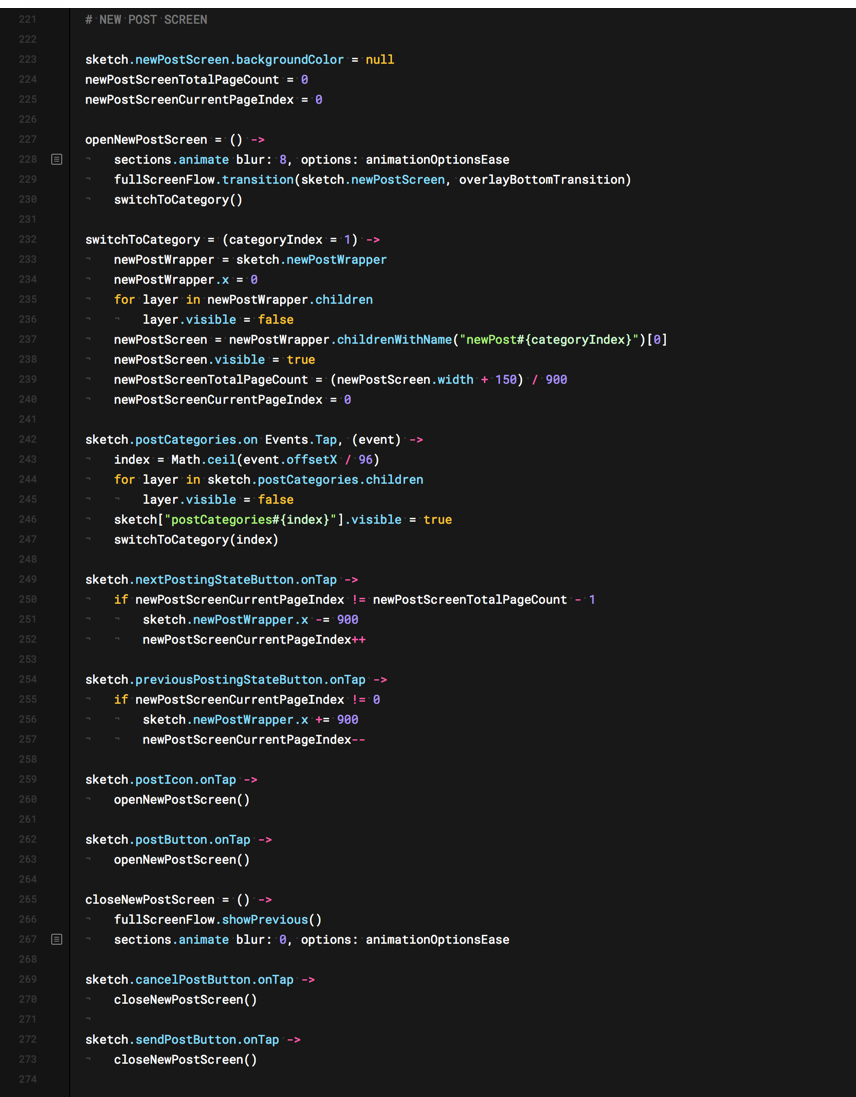 221 # NEW POST SCREEN
222
223 sketch.newPostScreen.backgroundColor = null
224 newPostScreenTotalPageCount = 0
225 newPostScreenCurrentPageIndex = 0
226
227 openNewPostScreen = () ->
228     sections.animate blur: 8, options: animationOptionsEase
229     fullScreenFlow.transition(sketch.newPostScreen, overlayBottomTransition)
230     switchToCategory()
231
232 switchToCategory = (categoryIndex = 1) ->
233     newPostWrapper = sketch.newPostWrapper
234     newPostWrapper.x = 0
235     for layer in newPostWrapper.children
236         layer.visible = false
237     newPostScreen = newPostWrapper.childrenWithName("newPost#{categoryIndex}")[0]
238     newPostScreen.visible = true
239     newPostScreenTotalPageCount = (newPostScreen.width + 150) / 900
240     newPostScreenCurrentPageIndex = 0
241
242 sketch.postCategories.on Events.Tap, (event) ->
243     index = Math.ceil(event.offsetX / 96)
244     for layer in sketch.postCategories.children
245         layer.visible = false
246     sketch["postCategories#{index}"].visible = true
247     switchToCategory(index)
248
249 sketch.nextPostingStateButton.onTap ->
250     if newPostScreenCurrentPageIndex != newPostScreenTotalPageCount - 1
251         sketch.newPostWrapper.x -= 900
252         newPostScreenCurrentPageIndex++
253
254 sketch.previousPostingStateButton.onTap ->
255     if newPostScreenCurrentPageIndex != 0
256         sketch.newPostWrapper.x += 900
257         newPostScreenCurrentPageIndex--
258
259 sketch.postIcon.onTap ->
260     openNewPostScreen()
261
262 sketch.postButton.onTap ->
263     openNewPostScreen()
264
265 closeNewPostScreen = () ->
266     fullScreenFlow.showPrevious()
267     sections.animate blur: 0, options: animationOptionsEase
268
269 sketch.cancelPostButton.onTap ->
270     closeNewPostScreen()
271
272 sketch.sendPostButton.onTap ->
273     closeNewPostScreen()
274